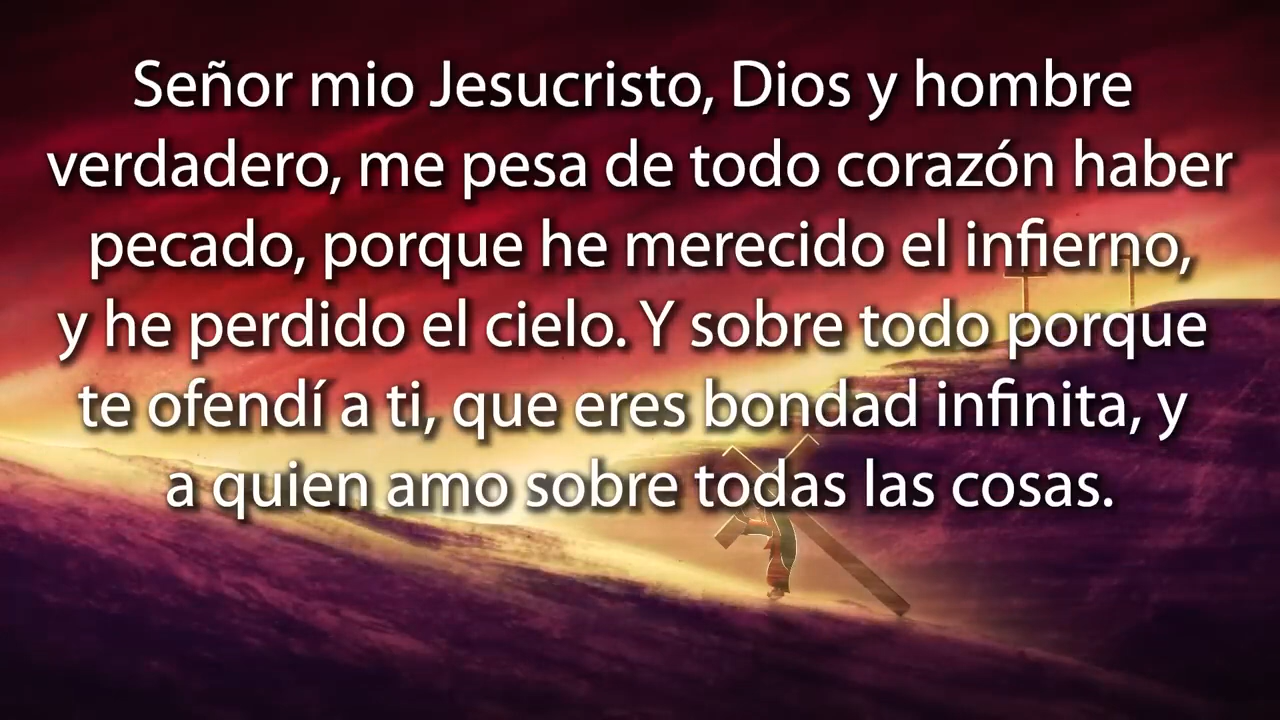 Señor mio Jesucristo, Dios y hombre
verdadero, me pesa de todo corazón haber
pecado, porque he merecido el infierno,
y he perdido el cielo. Y sobre todo porque
te ofendí a ti, que eres bondad infinita, y
a quien amo sobre todas las cosas.